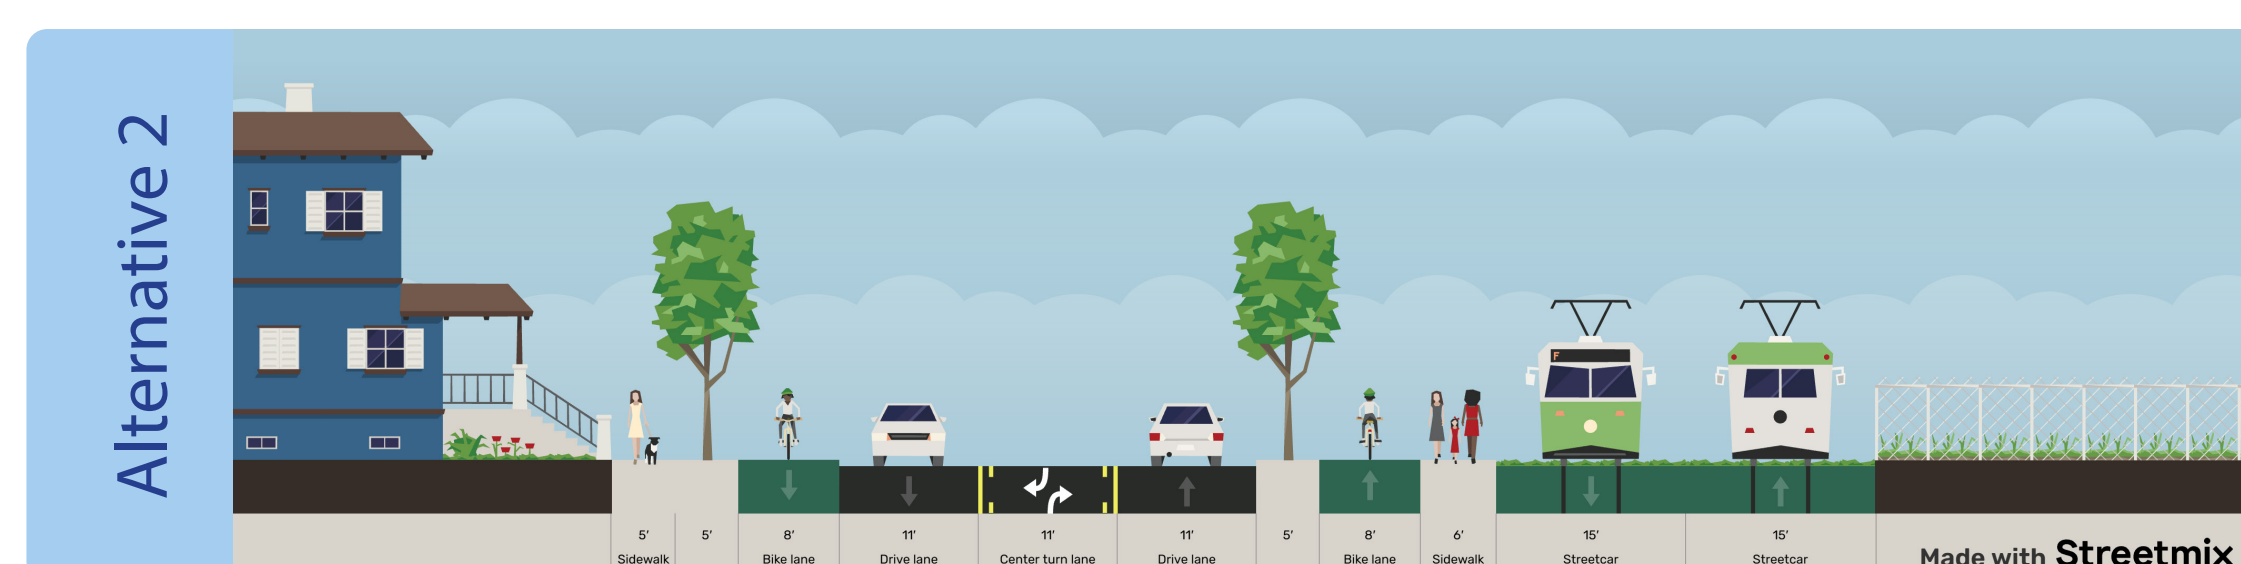 Alternative 2
F
5′ 5′ 8′ 11′ 11′ 11′ 5′ 8′ 6′ 15′ 15′
Sidewalk Bike lane Drive lane Center turn lane Drive lane Bike lane Sidewalk Streetcar Streetcar
Made with Streetmix